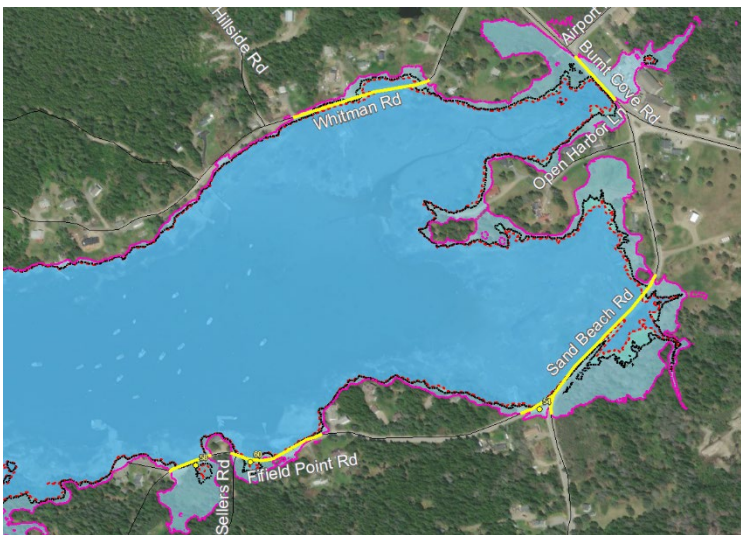 Airport
Hillside Rd
Burnt Cove Rd
Whitman Rd
Open Harbor Ln
Sand Beach Rd
Fifield Point Rd
Sellers Rd
60